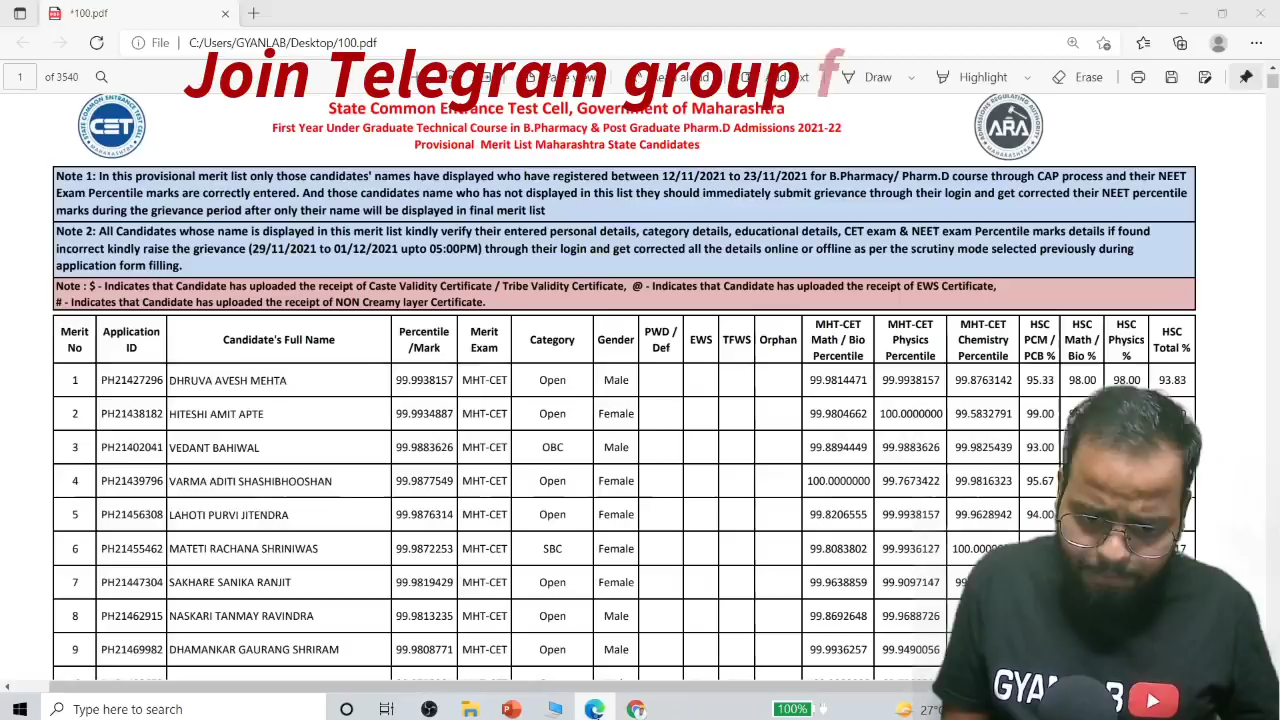 *100.pdf
File C:/Users/GYANLAB/Desktop/100.pdf
1 of 3540 Draw Highlight Erase
Join Telegram group f
State Common Entrance Test Cell, Government of Maharashtra
First Year Under Graduate Technical Course in B.Pharmacy & Post Graduate Pharm.D Admissions 2021-22
Provisional Merit List Maharashtra State Candidates
CET
ARA
Note 1: In this provisional merit list only those candidates' names have displayed who have registered between 12/11/2021 to 23/11/2021 for B.Pharmacy/ Pharm.D course through CAP process and their NEET
Exam Percentile marks are correctly entered. And those candidates name who has not displayed in this list they should immediately submit grievance through their login and get corrected their NEET percentile
marks during the grievance period after only their name will be displayed in final merit list
Note 2: All Candidates whose name is displayed in this merit list kindly verify their entered personal details, category details, educational details, CET exam & NEET exam Percentile marks details if found
incorrect kindly raise the grievance (29/11/2021 to 01/12/2021 upto 05:00PM) through their login and get corrected all the details online or offline as per the scrutiny mode selected previously during
application form filling.
Note : $ - Indicates that Candidate has uploaded the receipt of Caste Validity Certificate / Tribe Validity Certificate, @ - Indicates that Candidate has uploaded the receipt of EWS Certificate,
# - Indicates that Candidate has uploaded the receipt of NON Creamy layer Certificate.
Merit No Application ID Candidate's Full Name Percentile /Mark Merit Exam Category Gender PWD / Def EWS TFWS Orphan MHT-CET Math / Bio Percentile MHT-CET Physics Percentile MHT-CET Chemistry Percentile HSC PCM / PCB % HSC Math / Bio % HSC Physics % HSC Total %
1 PH21427296 DHRUVA AVESH MEHTA 99.9938157 MHT-CET Open Male 99.9814471 99.9938157 99.8763142 95.33 98.00 98.00 93.83
2 PH21438182 HITESHI AMIT APTE 99.9934887 MHT-CET Open Female 99.9804662 100.0000000 99.5832791 99.00
3 PH21402041 VEDANT BAHIWAL 99.9883626 MHT-CET OBC Male 99.8894449 99.9883626 99.9825439 93.00
4 PH21439796 VARMA ADITI SHASHIBHOOSHAN 99.9877549 MHT-CET Open Female 100.0000000 99.7673422 99.9816323 95.67
5 PH21456308 LAHOTI PURVI JITENDRA 99.9876314 MHT-CET Open Female 99.8206555 99.9938157 99.9628942 94.00
6 PH21455462 MATETI RACHANA SHRINIWAS 99.9872253 MHT-CET SBC Female 99.8083802 99.9936127
7 PH21447304 SAKHARE SANIKA RANJIT 99.9819429 MHT-CET Open Female 99.9638859 99.9097147
8 PH21462915 NASKARI TANMAY RAVINDRA 99.9813235 MHT-CET Open Male 99.8692648 99.9688726
9 PH21469982 DHAMANKAR GAURANG SHRIRAM 99.9808771 MHT-CET Open Male 99.9936257 99.9490056
GYANLAB
Type here to search 100% 27°